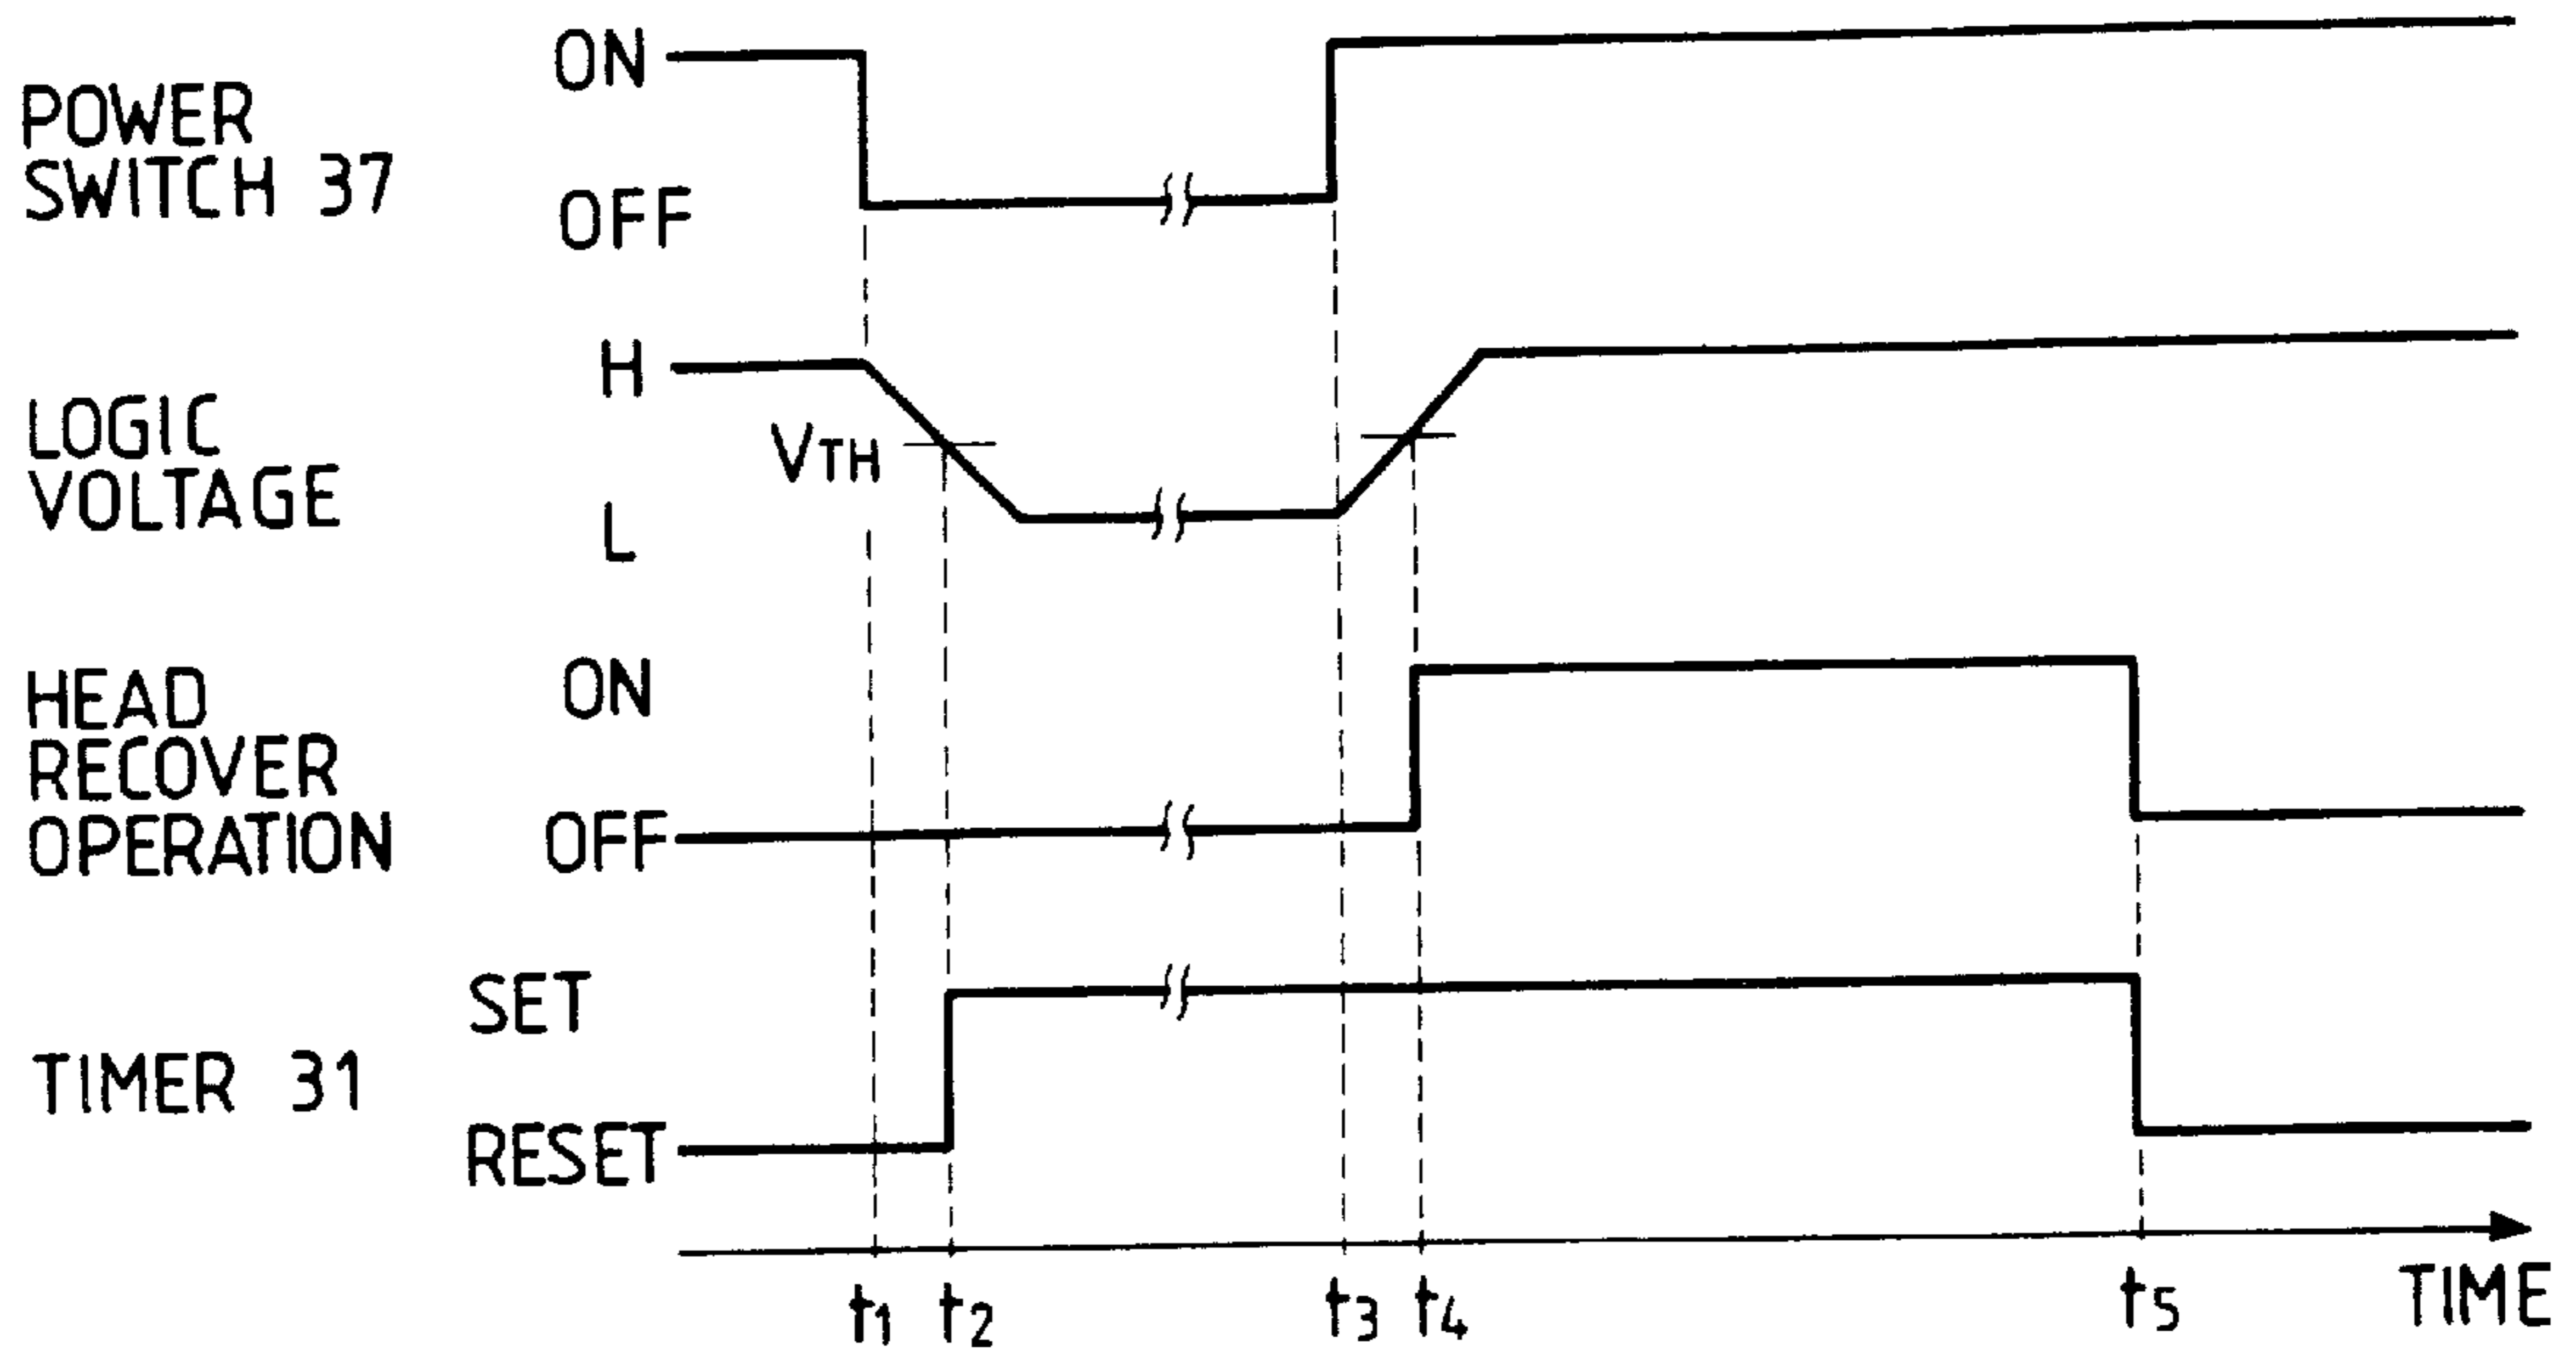 POWER
SWITCH 37
ON
OFF
LOGIC
VOLTAGE
H
VTH
L
HEAD
RECOVER
OPERATION
ON
OFF
TIMER 31
SET
RESET
t1 t2 t3 t4 t5 TIME